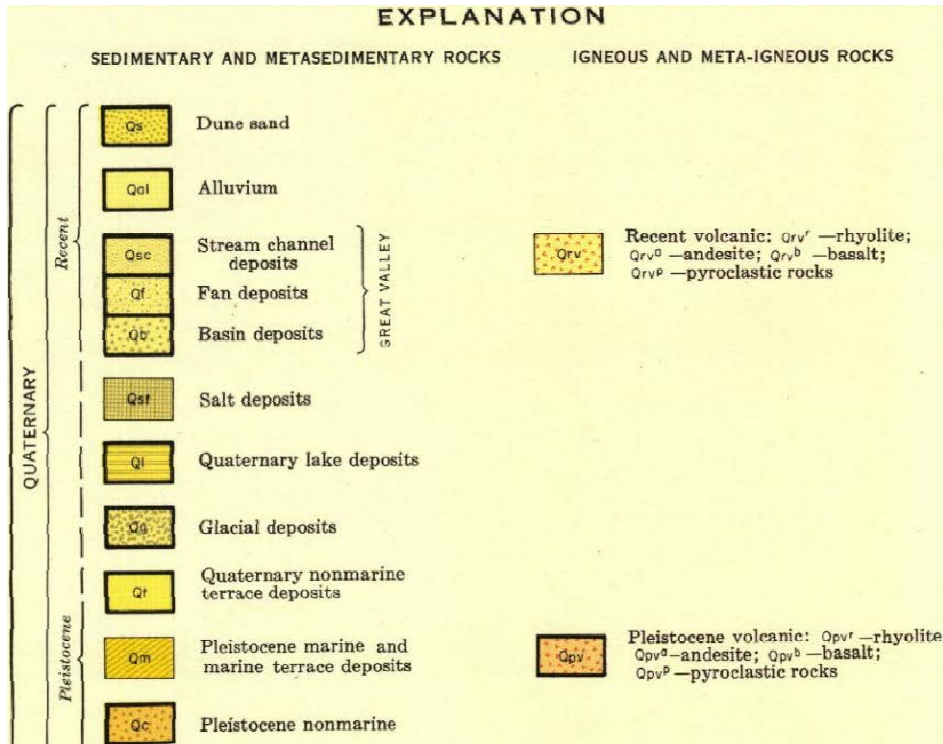 EXPLANATION
SEDIMENTARY AND METASEDIMENTARY ROCKS
IGNEOUS AND META-IGNEOUS ROCKS
QUATERNARY
Recent
Qs Dune sand
Qal Alluvium
Qsc Stream channel
deposits
Qf Fan deposits
Qb Basin deposits
GREAT VALLEY
Qrv Recent volcanic: Qrvʳ —rhyolite;
Qrvᵃ —andesite; Qrvᵇ —basalt;
Qrvᵖ —pyroclastic rocks
Qst Salt deposits
Ql Quaternary lake deposits
Qg Glacial deposits
Pleistocene
Qt Quaternary nonmarine
terrace deposits
Qm Pleistocene marine and
marine terrace deposits
Qpv Pleistocene volcanic: Qpvʳ —rhyolite
Qpvᵃ—andesite; Qpvᵇ —basalt;
Qpvᵖ —pyroclastic rocks
Qc Pleistocene nonmarine